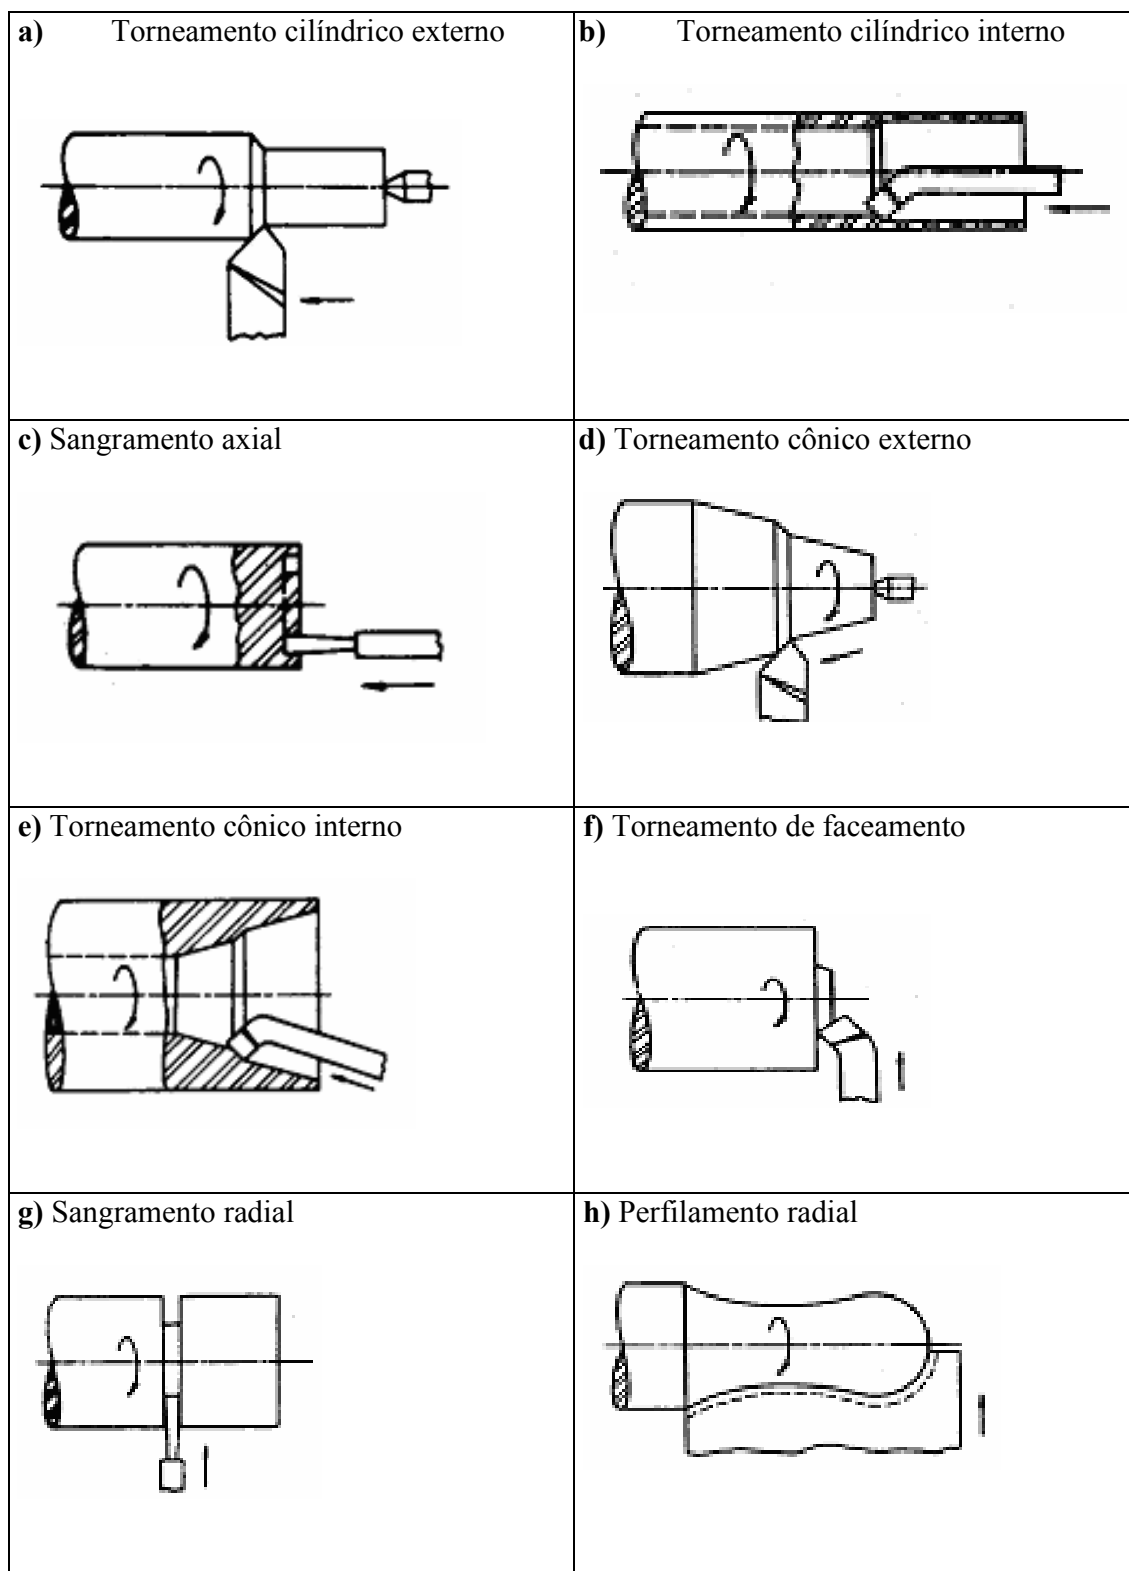 a) Torneamento cilíndrico externo
b) Torneamento cilíndrico interno
c) Sangramento axial
d) Torneamento cônico externo
e) Torneamento cônico interno
f) Torneamento de faceamento
g) Sangramento radial
h) Perfilamento radial